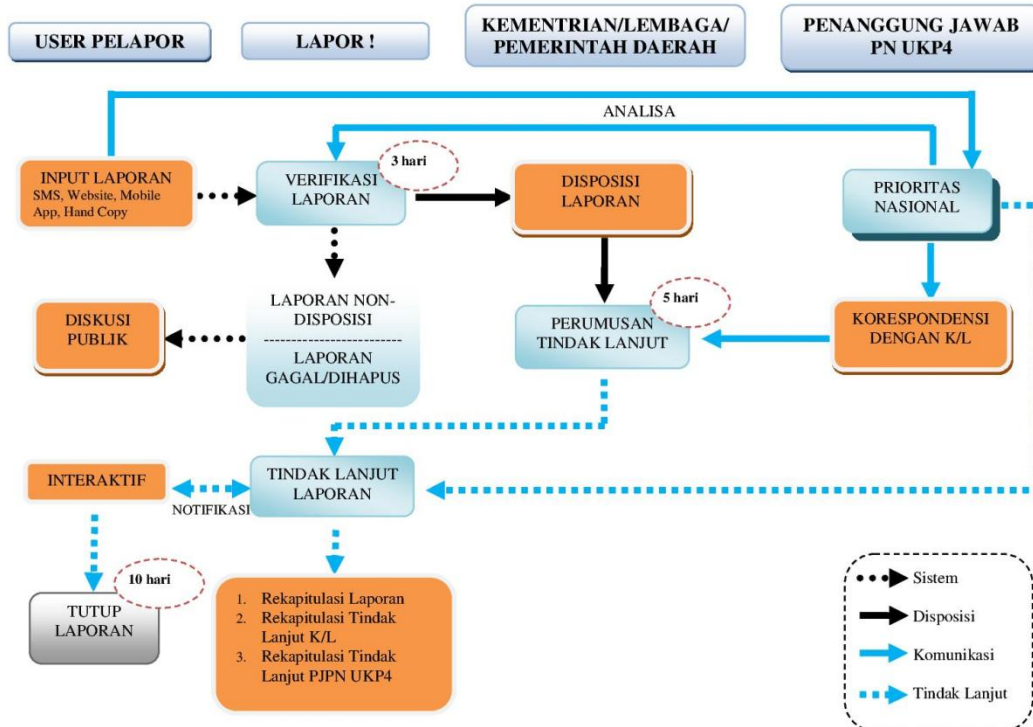 USER PELAPOR
LAPOR !
KEMENTRIAN/LEMBAGA/
PEMERINTAH DAERAH
PENANGGUNG JAWAB
PN UKP4
ANALISA
3 hari
INPUT LAPORAN
SMS, Website, Mobile
App, Hand Copy
VERIFIKASI
LAPORAN
DISPOSISI
LAPORAN
PRIORITAS
NASIONAL
DISKUSI
PUBLIK
LAPORAN NON-
DISPOSISI
---------------------------
LAPORAN
GAGAL/DIHAPUS
5 hari
PERUMUSAN
TINDAK LANJUT
KORESPONDENSI
DENGAN K/L
INTERAKTIF
NOTIFIKASI
TINDAK LANJUT
LAPORAN
10 hari
TUTUP
LAPORAN
1. Rekapitulasi Laporan
2. Rekapitulasi Tindak
Lanjut K/L
3. Rekapitulasi Tindak
Lanjut PJPN UKP4
Sistem
Disposisi
Komunikasi
Tindak Lanjut